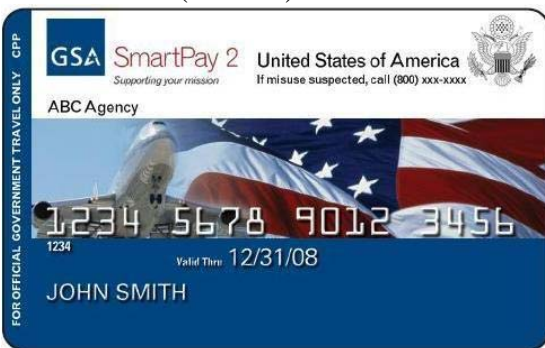 FOR OFFICIAL GOVERNMENT TRAVEL ONLY CPP
GSA SmartPay 2
Supporting your mission
United States of America
If misuse suspected, call (800) xxx-xxxx
ABC Agency
1234 5678 9012 3456
1234
Valid Thru 12/31/08
JOHN SMITH